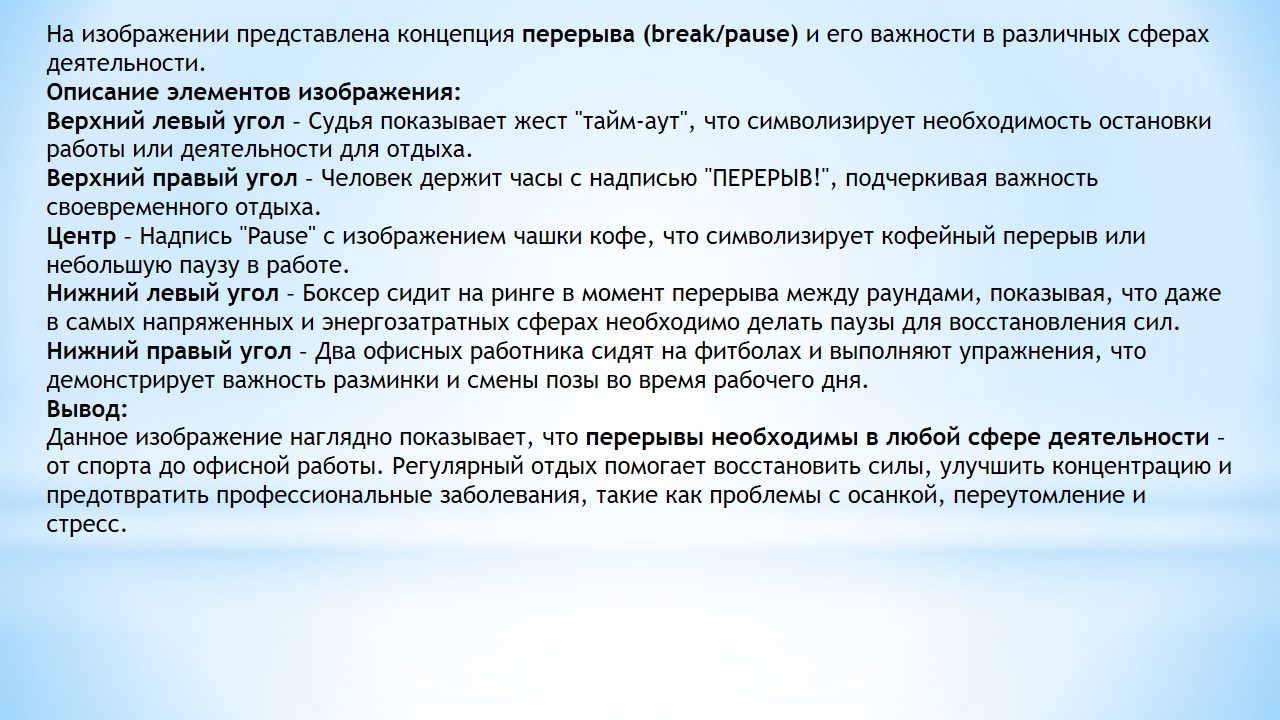 На изображении представлена концепция перерыва (break/pause) и его важности в различных сферах
деятельности.
Описание элементов изображения:
Верхний левый угол – Судья показывает жест "тайм-аут", что символизирует необходимость остановки
работы или деятельности для отдыха.
Верхний правый угол – Человек держит часы с надписью "ПЕРЕРЫВ!", подчеркивая важность
своевременного отдыха.
Центр – Надпись "Pause" с изображением чашки кофе, что символизирует кофейный перерыв или
небольшую паузу в работе.
Нижний левый угол – Боксер сидит на ринге в момент перерыва между раундами, показывая, что даже
в самых напряженных и энергозатратных сферах необходимо делать паузы для восстановления сил.
Нижний правый угол – Два офисных работника сидят на фитболах и выполняют упражнения, что
демонстрирует важность разминки и смены позы во время рабочего дня.
Вывод:
Данное изображение наглядно показывает, что перерывы необходимы в любой сфере деятельности –
от спорта до офисной работы. Регулярный отдых помогает восстановить силы, улучшить концентрацию и
предотвратить профессиональные заболевания, такие как проблемы с осанкой, переутомление и
стресс.